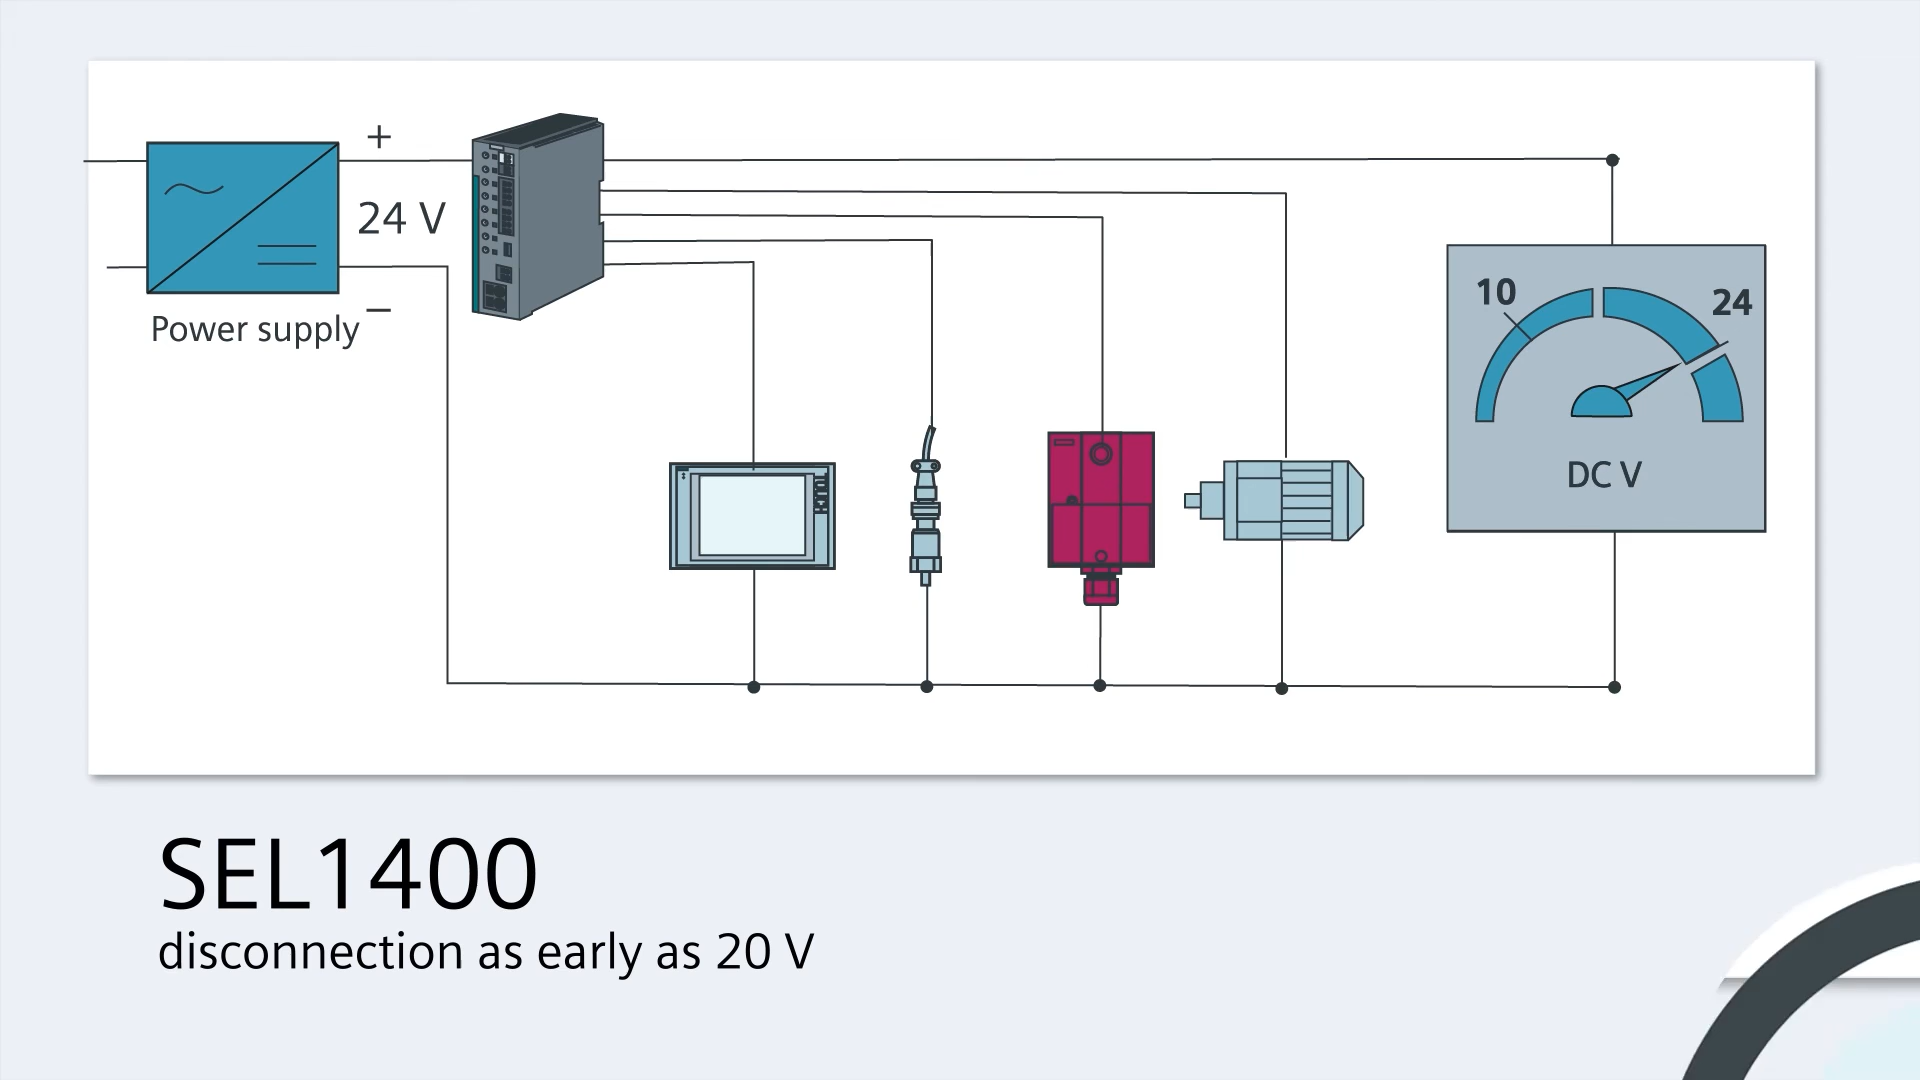 +
24 V
−
Power supply
10
24
DC V
SEL1400
disconnection as early as 20 V